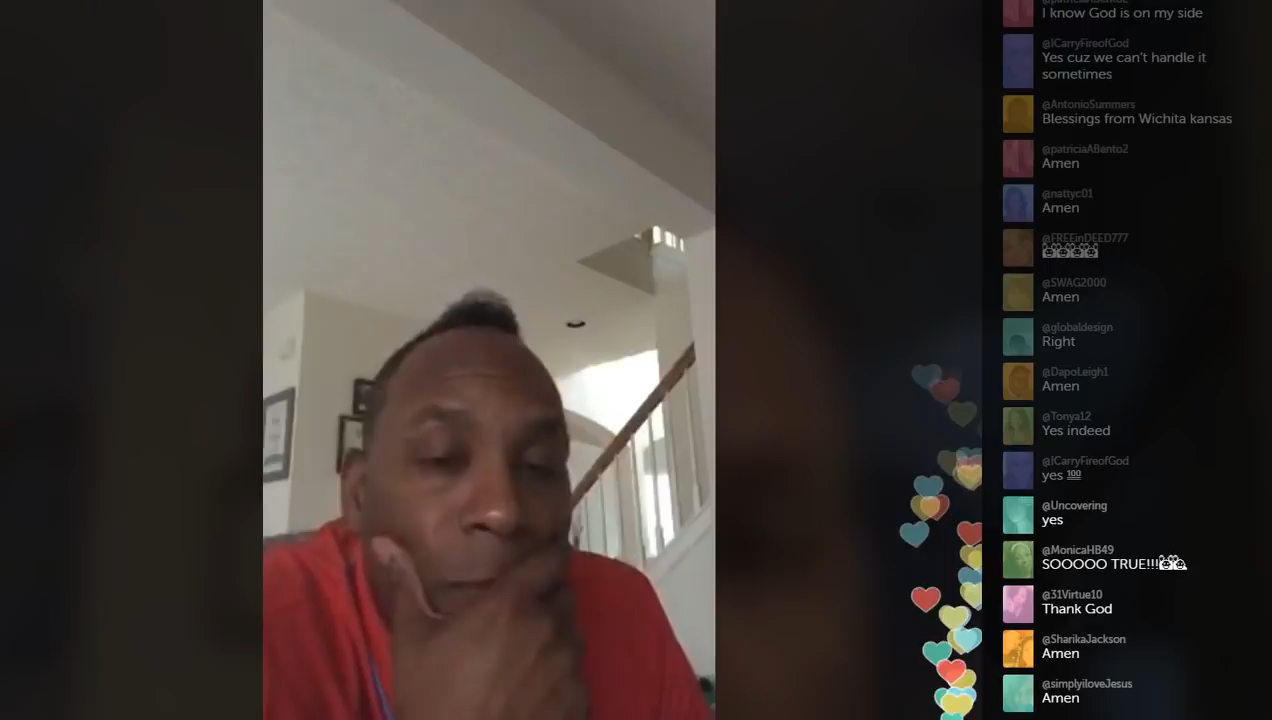 I know God is on my side
@ICarryFireofGod
Yes cuz we can't handle it
sometimes
@AntonioSummers
Blessings from Wichita kansas
@patriciaABento2
Amen
@nattyc01
Amen
@FREEinDEED777
@SWAG2000
Amen
@globaldesign
Right
@DapoLeigh1
Amen
@Tonya12
Yes indeed
@ICarryFireofGod
yes 💯
@Uncovering
yes
@MonicaHB49
SOOOOO TRUE!!!
@31Virtue10
Thank God
@SharikaJackson
Amen
@simplyiloveJesus
Amen